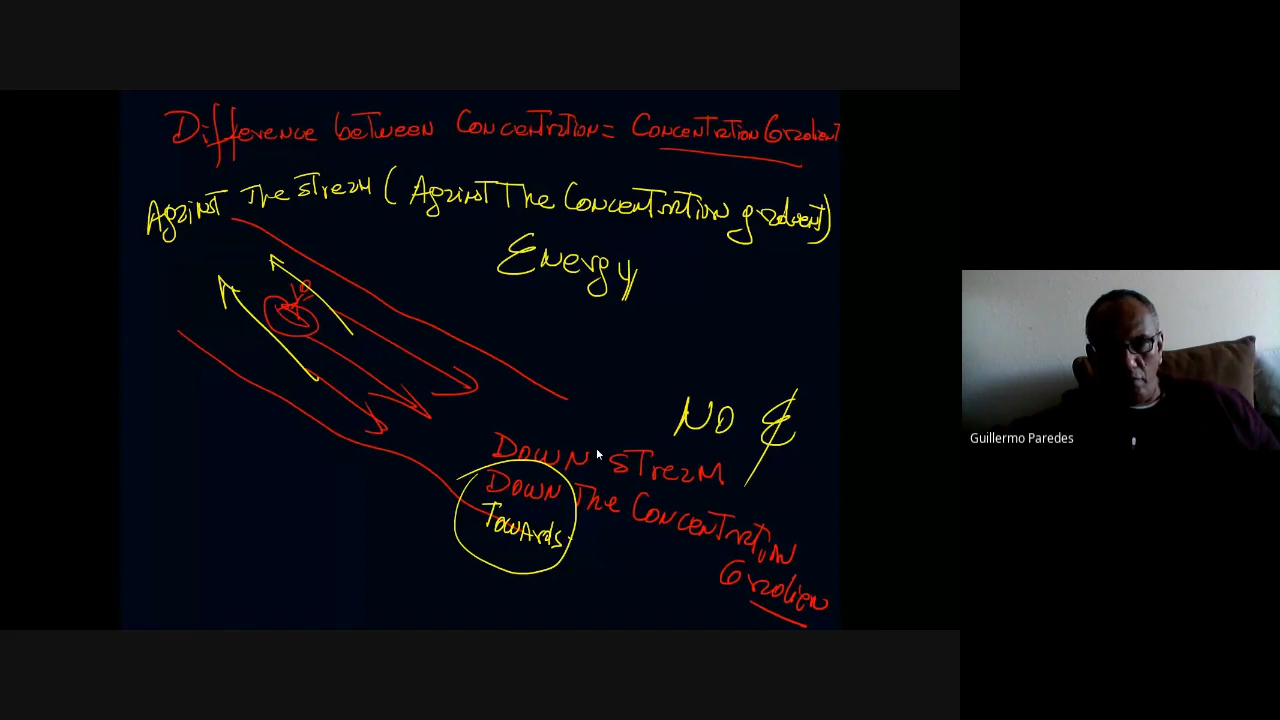 Difference between Concentration = Concentration Gradient
Against The stream (Against The Concentration gradient)
Energy
NO E
Down stream
Down The Concentration
Towards
Gradien
Guillermo Paredes